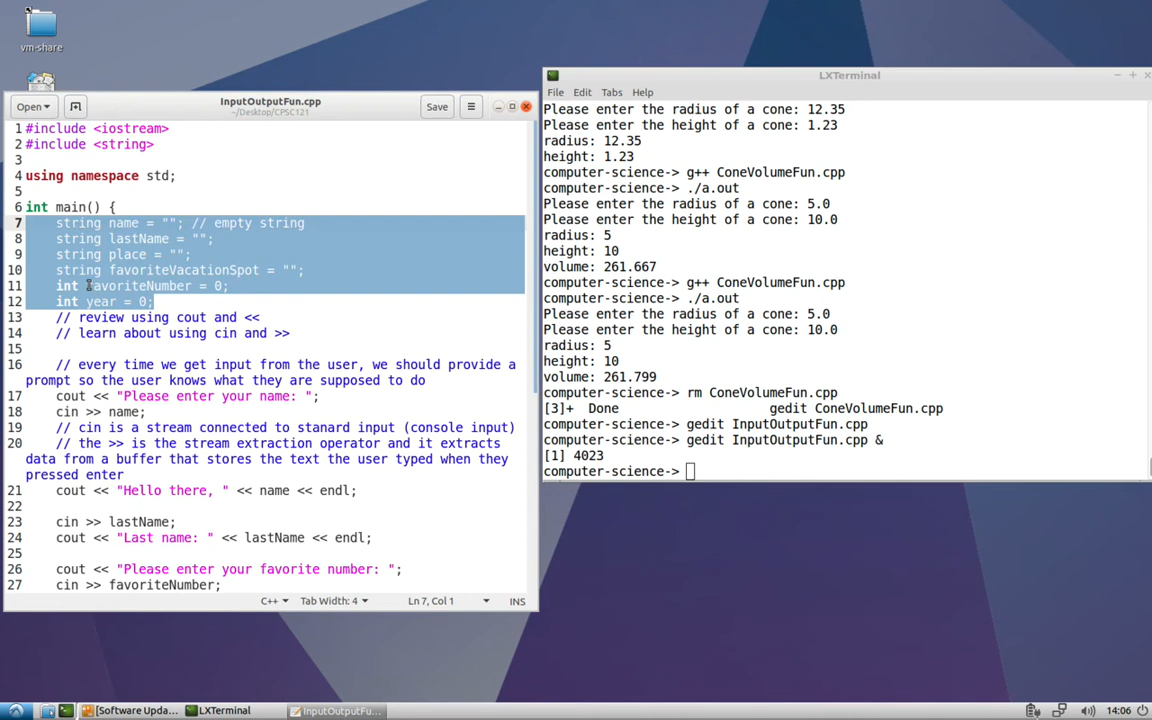 vm-share
Open
InputOutputFun.cpp
~/Desktop/CPSC121
Save
1 #include <iostream>
2 #include <string>
3
4 using namespace std;
5
6 int main() {
7 string name = ""; // empty string
8 string lastName = "";
9 string place = "";
10 string favoriteVacationSpot = "";
11 int favoriteNumber = 0;
12 int year = 0;
13 // review using cout and <<
14 // learn about using cin and >>
15
16 // every time we get input from the user, we should provide a
prompt so the user knows what they are supposed to do
17 cout << "Please enter your name: ";
18 cin >> name;
19 // cin is a stream connected to stanard input (console input)
20 // the >> is the stream extraction operator and it extracts
data from a buffer that stores the text the user typed when they
pressed enter
21 cout << "Hello there, " << name << endl;
22
23 cin >> lastName;
24 cout << "Last name: " << lastName << endl;
25
26 cout << "Please enter your favorite number: ";
27 cin >> favoriteNumber;
C++ Tab Width: 4 Ln 7, Col 1 INS
LXTerminal
File Edit Tabs Help
Please enter the radius of a cone: 12.35
Please enter the height of a cone: 1.23
radius: 12.35
height: 1.23
computer-science-> g++ ConeVolumeFun.cpp
computer-science-> ./a.out
Please enter the radius of a cone: 5.0
Please enter the height of a cone: 10.0
radius: 5
height: 10
volume: 261.667
computer-science-> g++ ConeVolumeFun.cpp
computer-science-> ./a.out
Please enter the radius of a cone: 5.0
Please enter the height of a cone: 10.0
radius: 5
height: 10
volume: 261.799
computer-science-> rm ConeVolumeFun.cpp
[3]+ Done gedit ConeVolumeFun.cpp
computer-science-> gedit InputOutputFun.cpp
computer-science-> gedit InputOutputFun.cpp &
[1] 4023
computer-science->
[Software Upda... LXTerminal InputOutputFu... 14:06